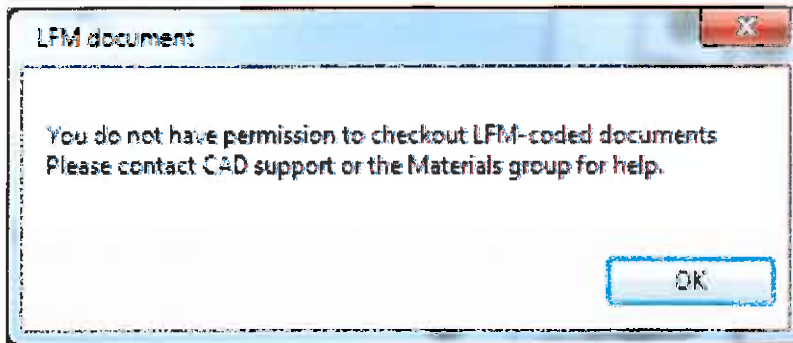 LFM document
You do not have permission to checkout LFM-coded documents
Please contact CAD support or the Materials group for help.
OK